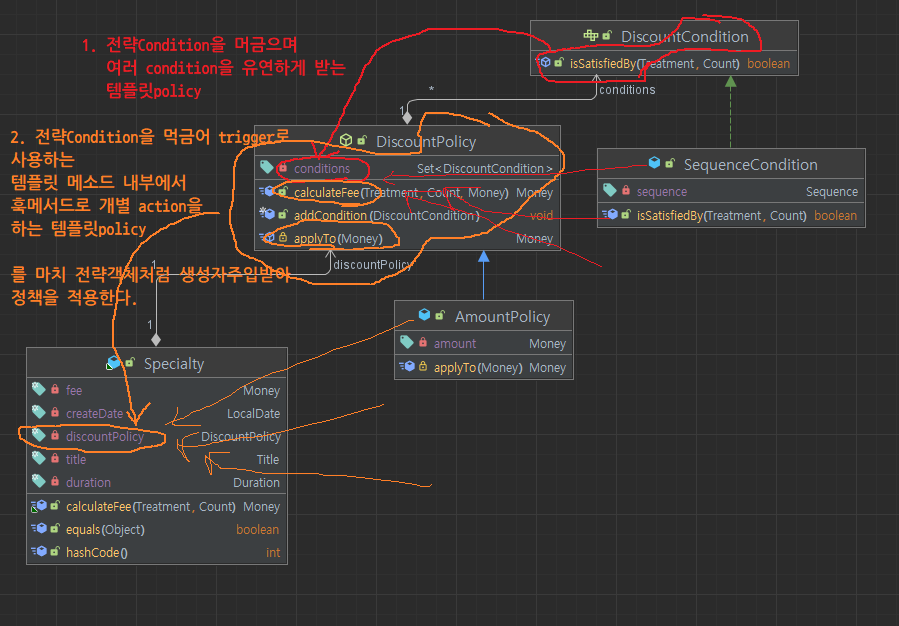 1. 전략Condition을 머금으며
여러 condition을 유연하게 받는
템플릿policy
DiscountCondition
isSatisfiedBy(Treatment, Count) boolean
*
conditions
1
2. 전략Condition을 먹금어 trigger로
사용하는
템플릿 메소드 내부에서
훅메서드로 개별 action을
하는 템플릿policy
를 마치 전략객체처럼 생성자주입받아
정책을 적용한다.
DiscountPolicy
conditions Set<DiscountCondition>
calculateFee(Treatment, Count, Money) Money
addCondition(DiscountCondition) void
applyTo(Money) Money
SequenceCondition
sequence Sequence
isSatisfiedBy(Treatment, Count) boolean
1
discountPolicy
1
AmountPolicy
amount Money
applyTo(Money) Money
Specialty
fee Money
createDate LocalDate
discountPolicy DiscountPolicy
title Title
duration Duration
calculateFee(Treatment, Count) Money
equals(Object) boolean
hashCode() int